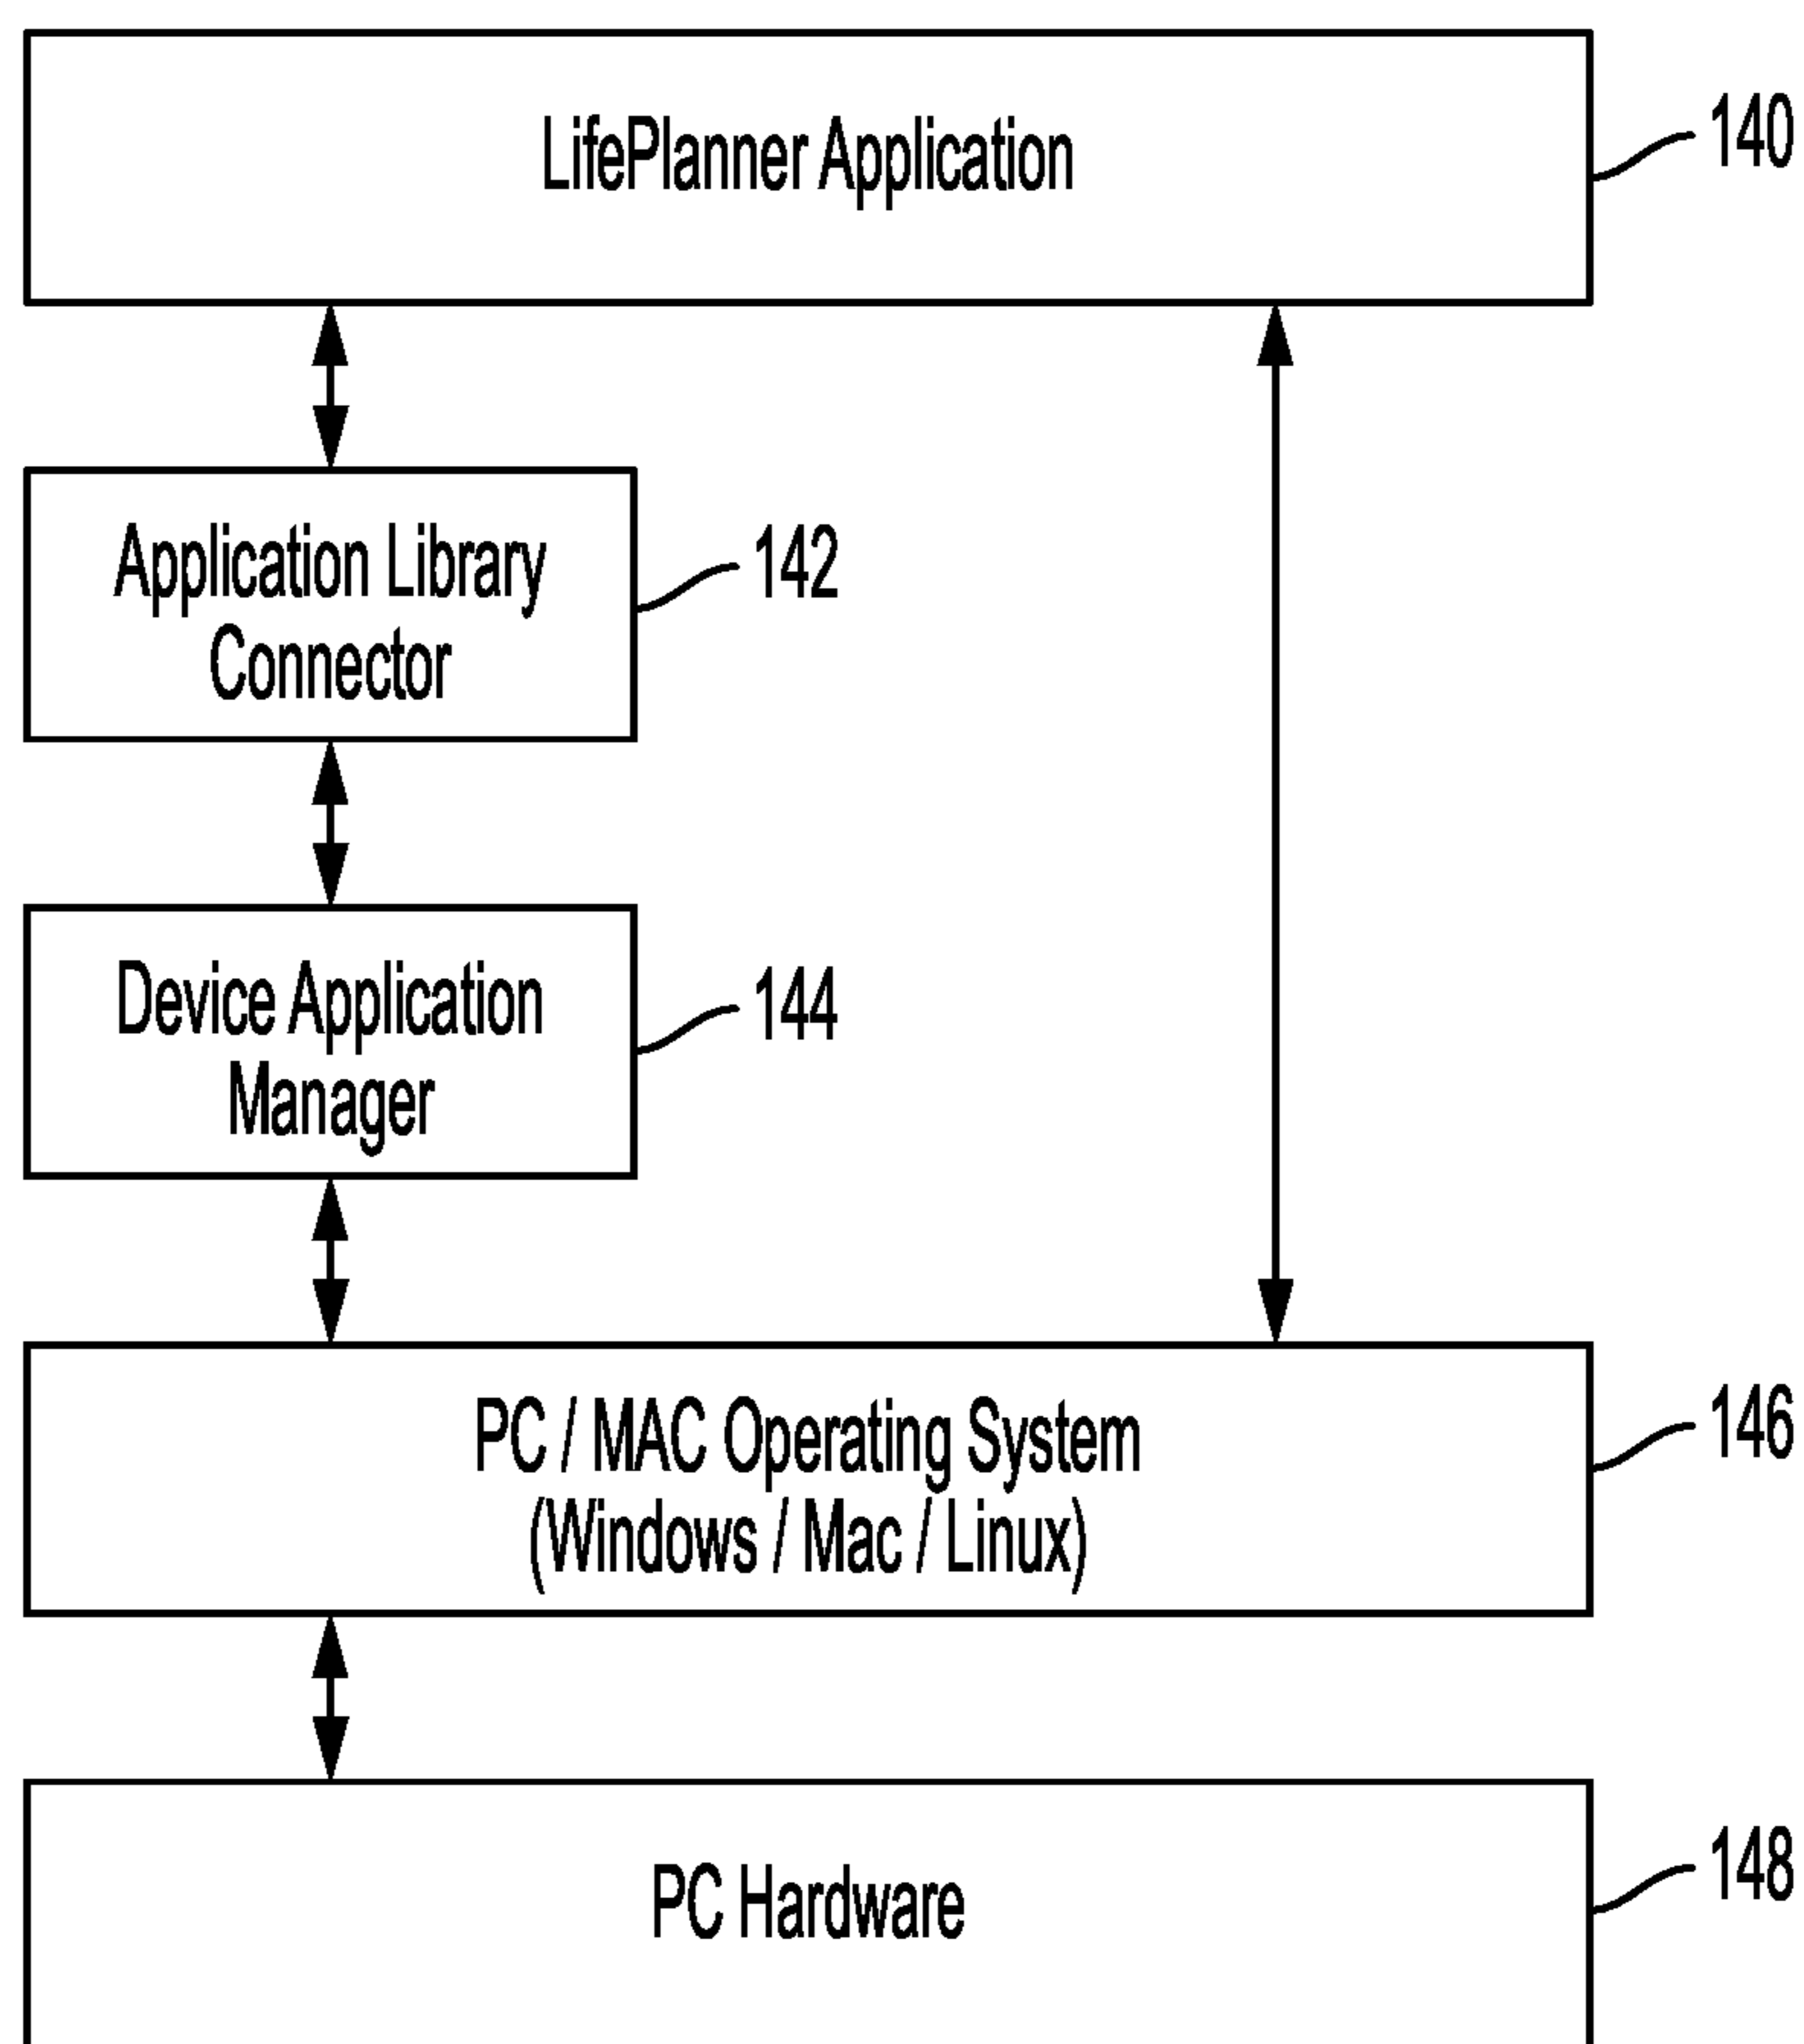 LifePlanner Application
140
Application Library
Connector
142
Device Application
Manager
144
PC / MAC Operating System
(Windows / Mac / Linux)
146
PC Hardware
148